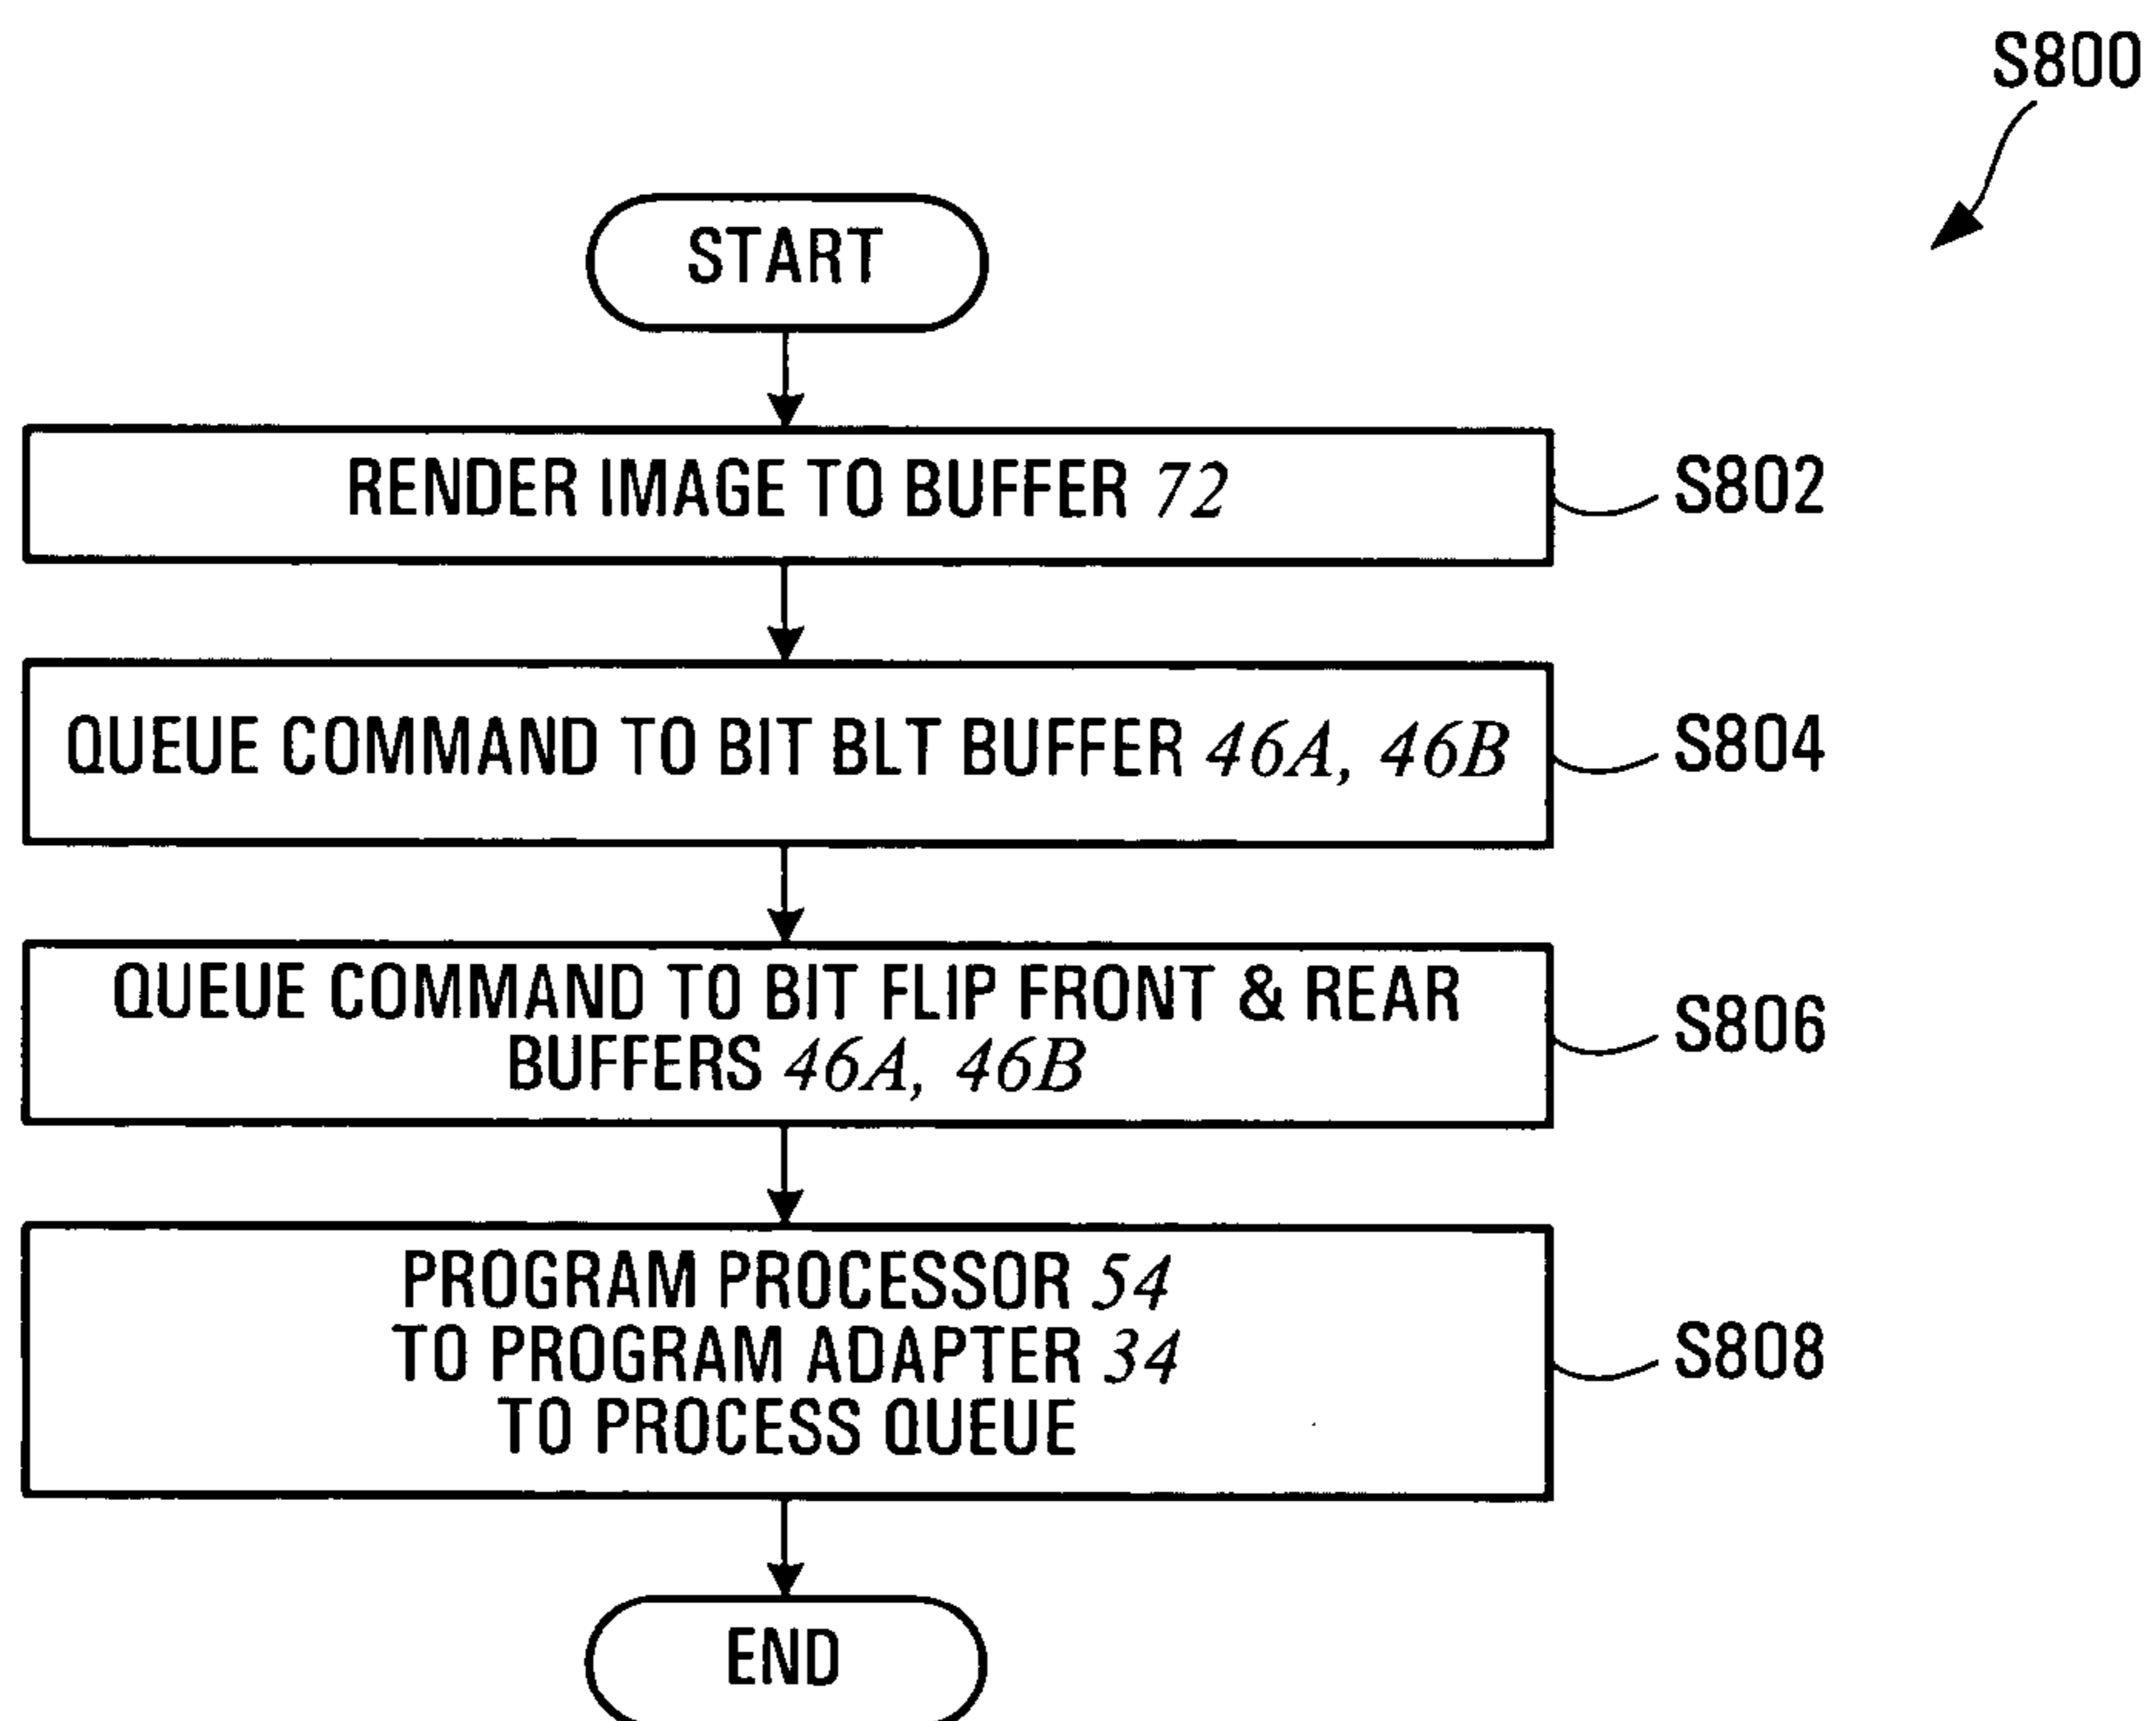 S800
START
RENDER IMAGE TO BUFFER 72
S802
QUEUE COMMAND TO BIT BLT BUFFER 46A, 46B
S804
QUEUE COMMAND TO BIT FLIP FRONT & REAR
BUFFERS 46A, 46B
S806
PROGRAM PROCESSOR 54
TO PROGRAM ADAPTER 34
TO PROCESS QUEUE
S808
END